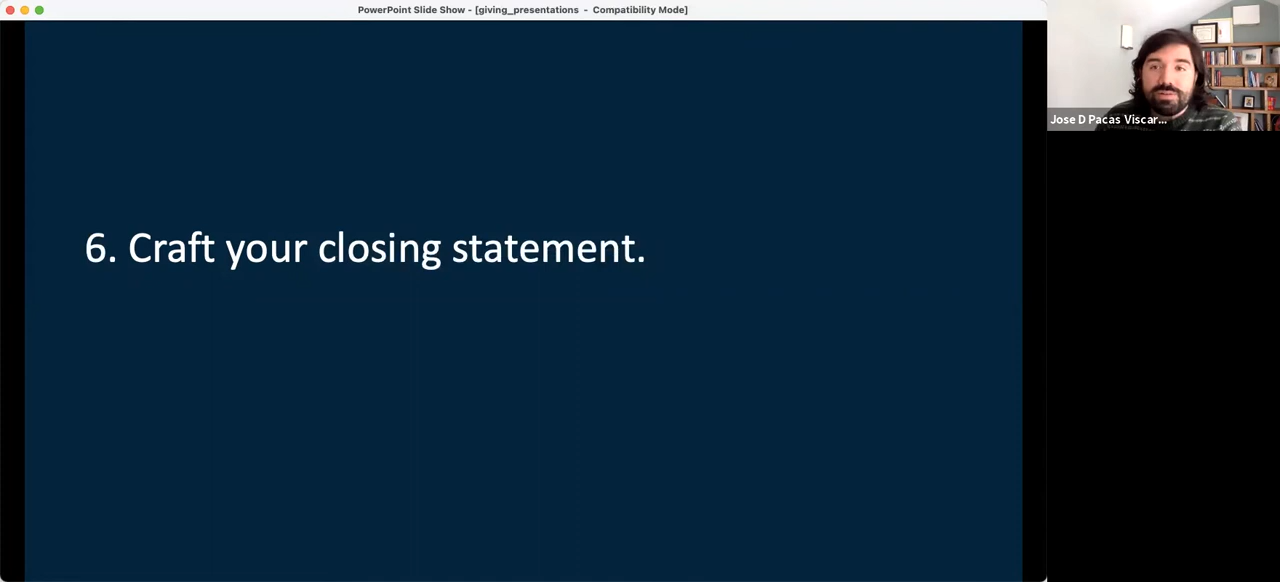 PowerPoint Slide Show - [giving_presentations - Compatibility Mode]
Jose D Pacas Viscar...
6. Craft your closing statement.